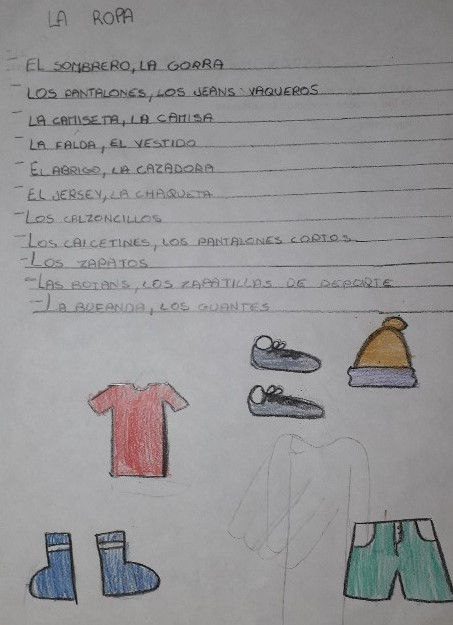 LA ROPA
- EL SOMBRERO, LA GORRA
- LOS PANTALONES, LOS JEANS VAQUEROS
- LA CAMISETA, LA CAMISA
- LA FALDA, EL VESTIDO
- EL ABRIGO, LA CAZADORA
- EL JERSEY, LA CHAQUETA
- LOS CALZONCILLOS
- LOS CALCETINES, LOS PANTALONES CORTOS
- LOS ZAPATOS
- LAS BOTANS, LOS ZAPATILLAS DE DEPORTE
- LA BUFANDA, LOS GUANTES